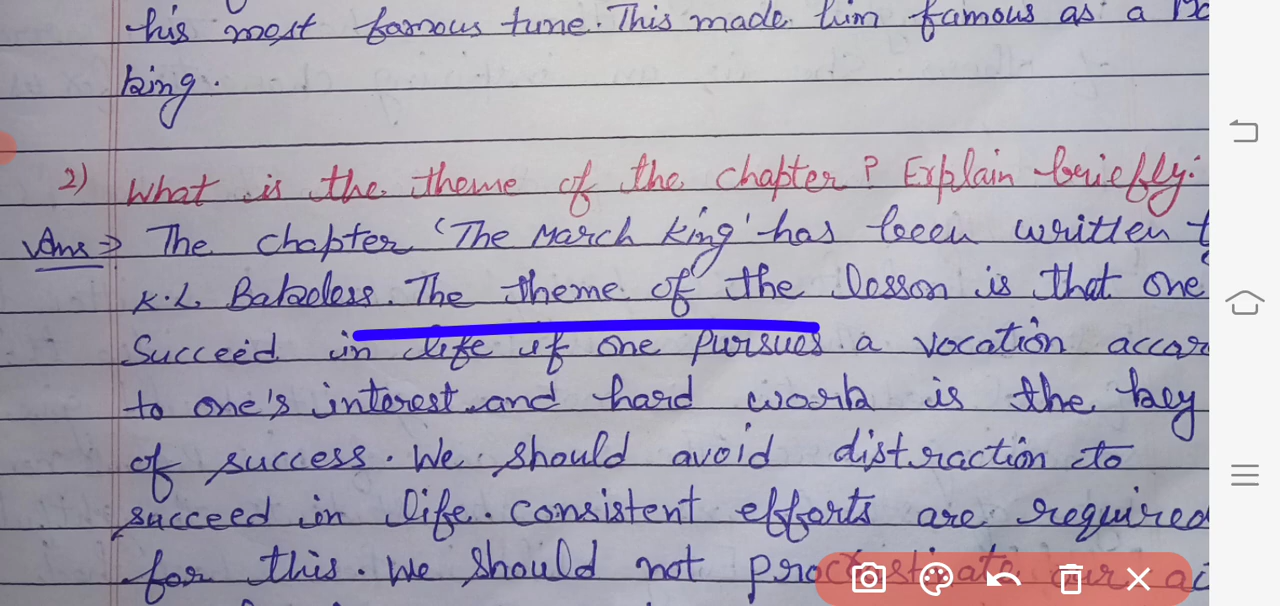 his most famous tune. This made him famous as a
king.
2) What is the theme of the chapter? Explain briefly:
Ans⇒ The chapter 'The March King' has been written
K.L. The theme of the lesson is that one
Succeed in life if one pursues a vocation accor
to one's interest and hard work is the key
of success. We should avoid distraction to
succeed in life. consistent efforts are required
for this. We should not procrastinate our ai